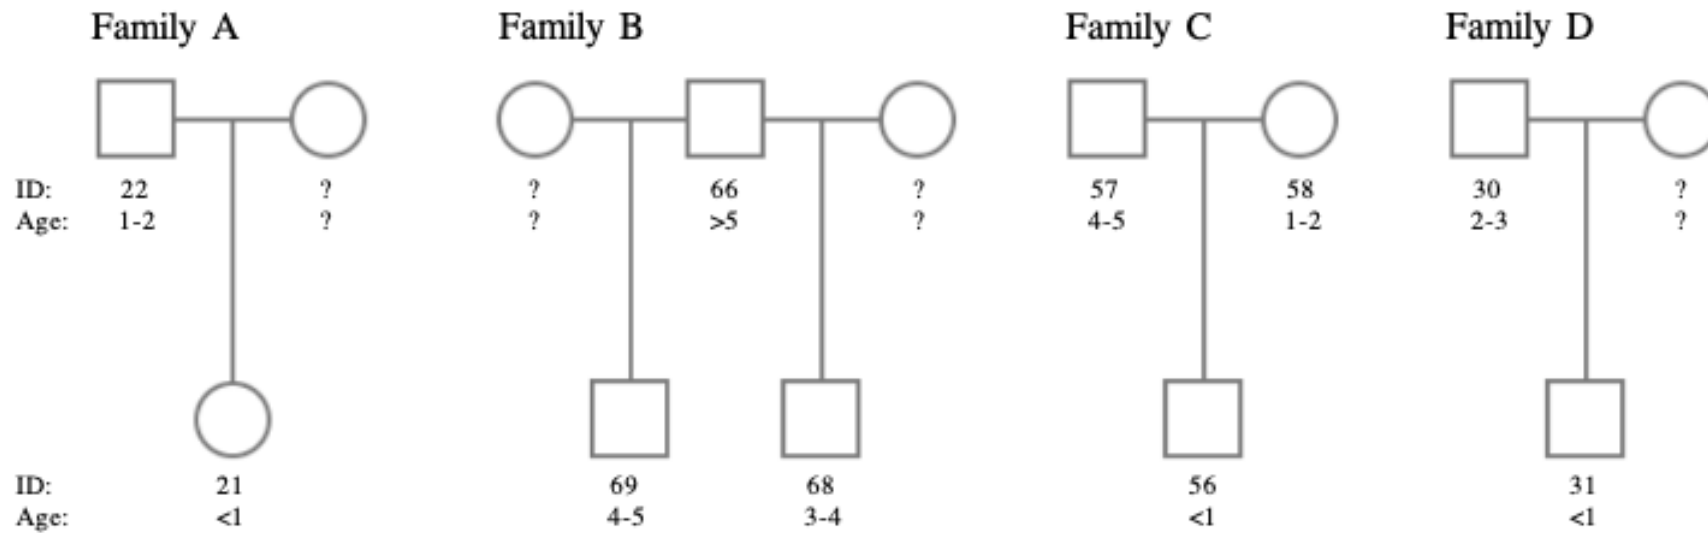 Family A Family B Family C Family D
ID: 22 ? ? 66 ? 57 58 30 ?
Age: 1-2 ? ? >5 ? 4-5 1-2 2-3 ?
ID: 21 69 68 56 31
Age: <1 4-5 3-4 <1 <1